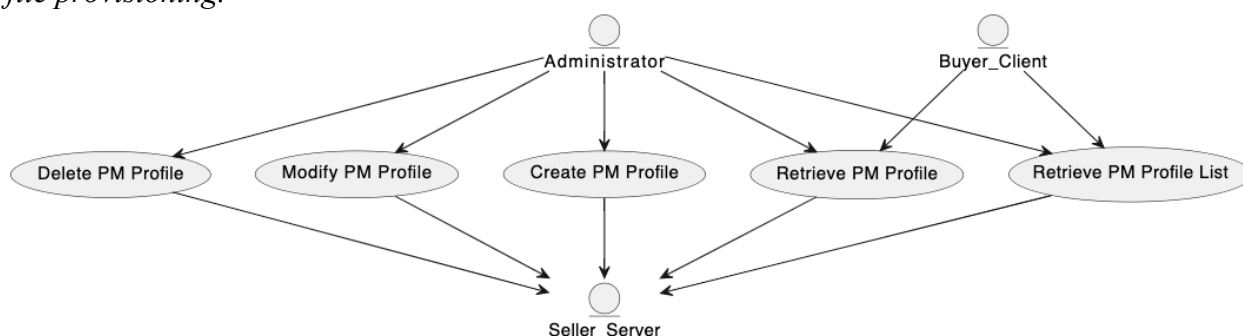 file provisioning.
Administrator
Buyer_Client
Delete PM Profile
Modify PM Profile
Create PM Profile
Retrieve PM Profile
Retrieve PM Profile List
Seller_Server